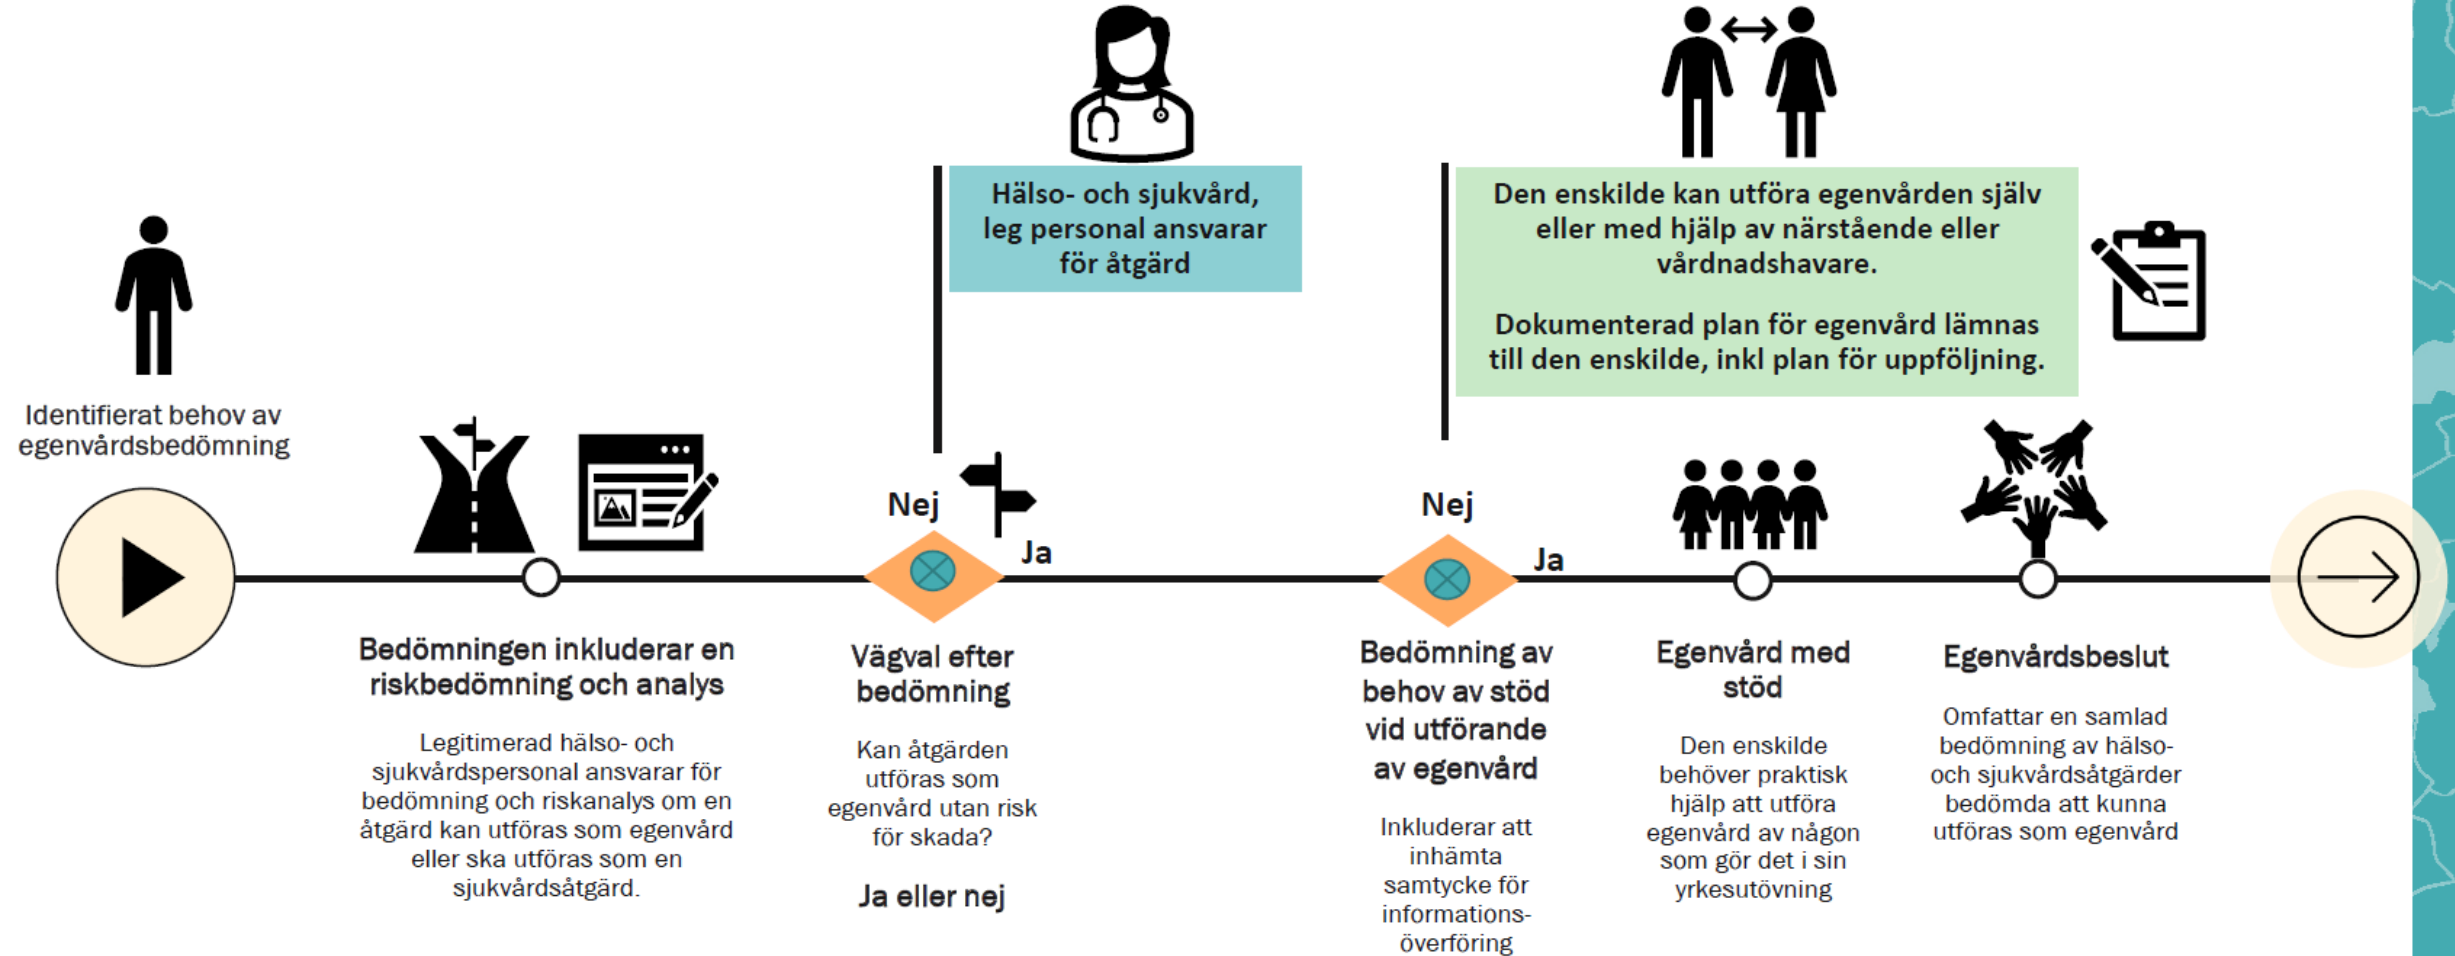 Identifierat behov av
egenvårdsbedömning
Bedömningen inkluderar en
riskbedömning och analys
Legitimerad hälso- och
sjukvårdspersonal ansvarar för
bedömning och riskanalys om en
åtgärd kan utföras som egenvård
eller ska utföras som en
sjukvårdsåtgärd.
Hälso- och sjukvård,
leg personal ansvarar
för åtgärd
Nej
Ja
Vägval efter
bedömning
Kan åtgärden
utföras som
egenvård utan risk
för skada?
Ja eller nej
Den enskilde kan utföra egenvården själv
eller med hjälp av närstående eller
vårdnadshavare.
Dokumenterad plan för egenvård lämnas
till den enskilde, inkl plan för uppföljning.
Nej
Ja
Bedömning av
behov av stöd
vid utförande
av egenvård
Inkluderar att
inhämta
samtycke för
informations-
överföring
Egenvård med
stöd
Den enskilde
behöver praktisk
hjälp att utföra
egenvård av någon
som gör det i sin
yrkesutövning
Egenvårdsbeslut
Omfattar en samlad
bedömning av hälso-
och sjukvårdsåtgärder
bedömda att kunna
utföras som egenvård